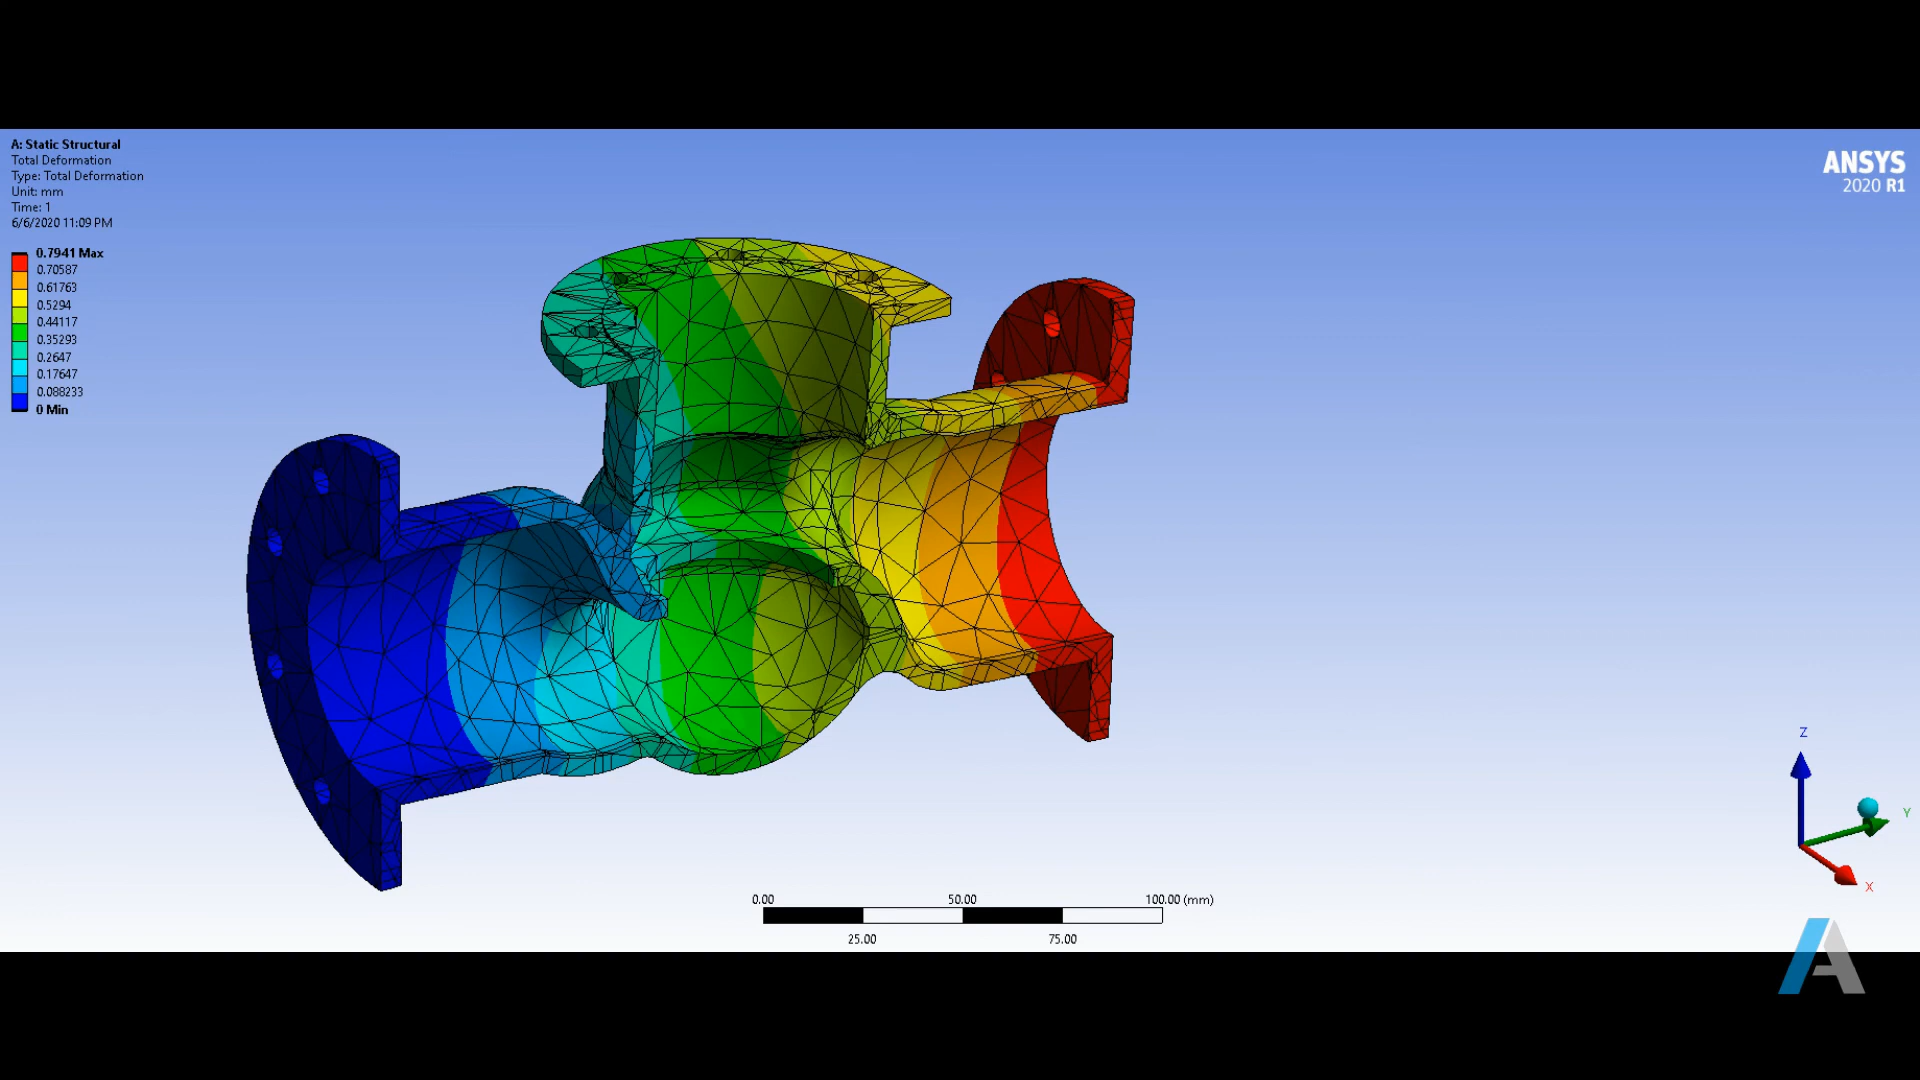 A: Static Structural
Total Deformation
Type: Total Deformation
Unit: mm
Time: 1
6/6/2020 11:09 PM
0.7941 Max
0.70587
0.61763
0.5294
0.44117
0.35293
0.2647
0.17647
0.088233
0 Min
ANSYS
2020 R1
Z
Y
X
0.00 50.00 100.00 (mm)
25.00 75.00